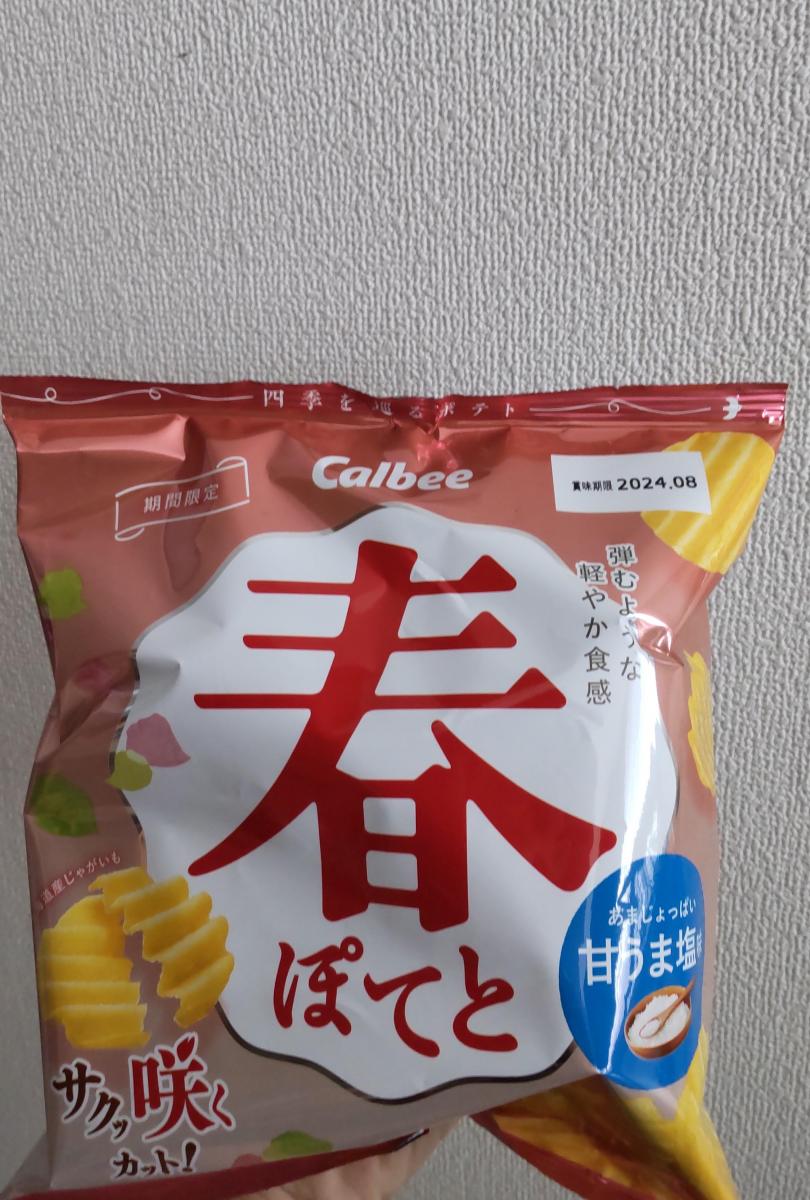 四季を巡るポテト
Calbee
期間限定
賞味期限 2024.08
弾むような
軽やか食感
春
ぽてと
道産じゃがいも
あまじょっぱい
甘うま塩味
サクッ咲く
カット!